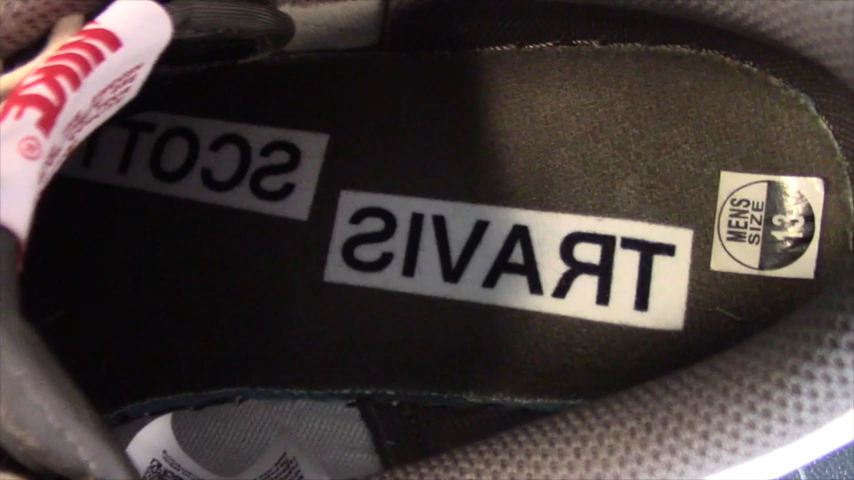 NIKE
®
TRAVIS
SCOTT
MENS
SIZE
13